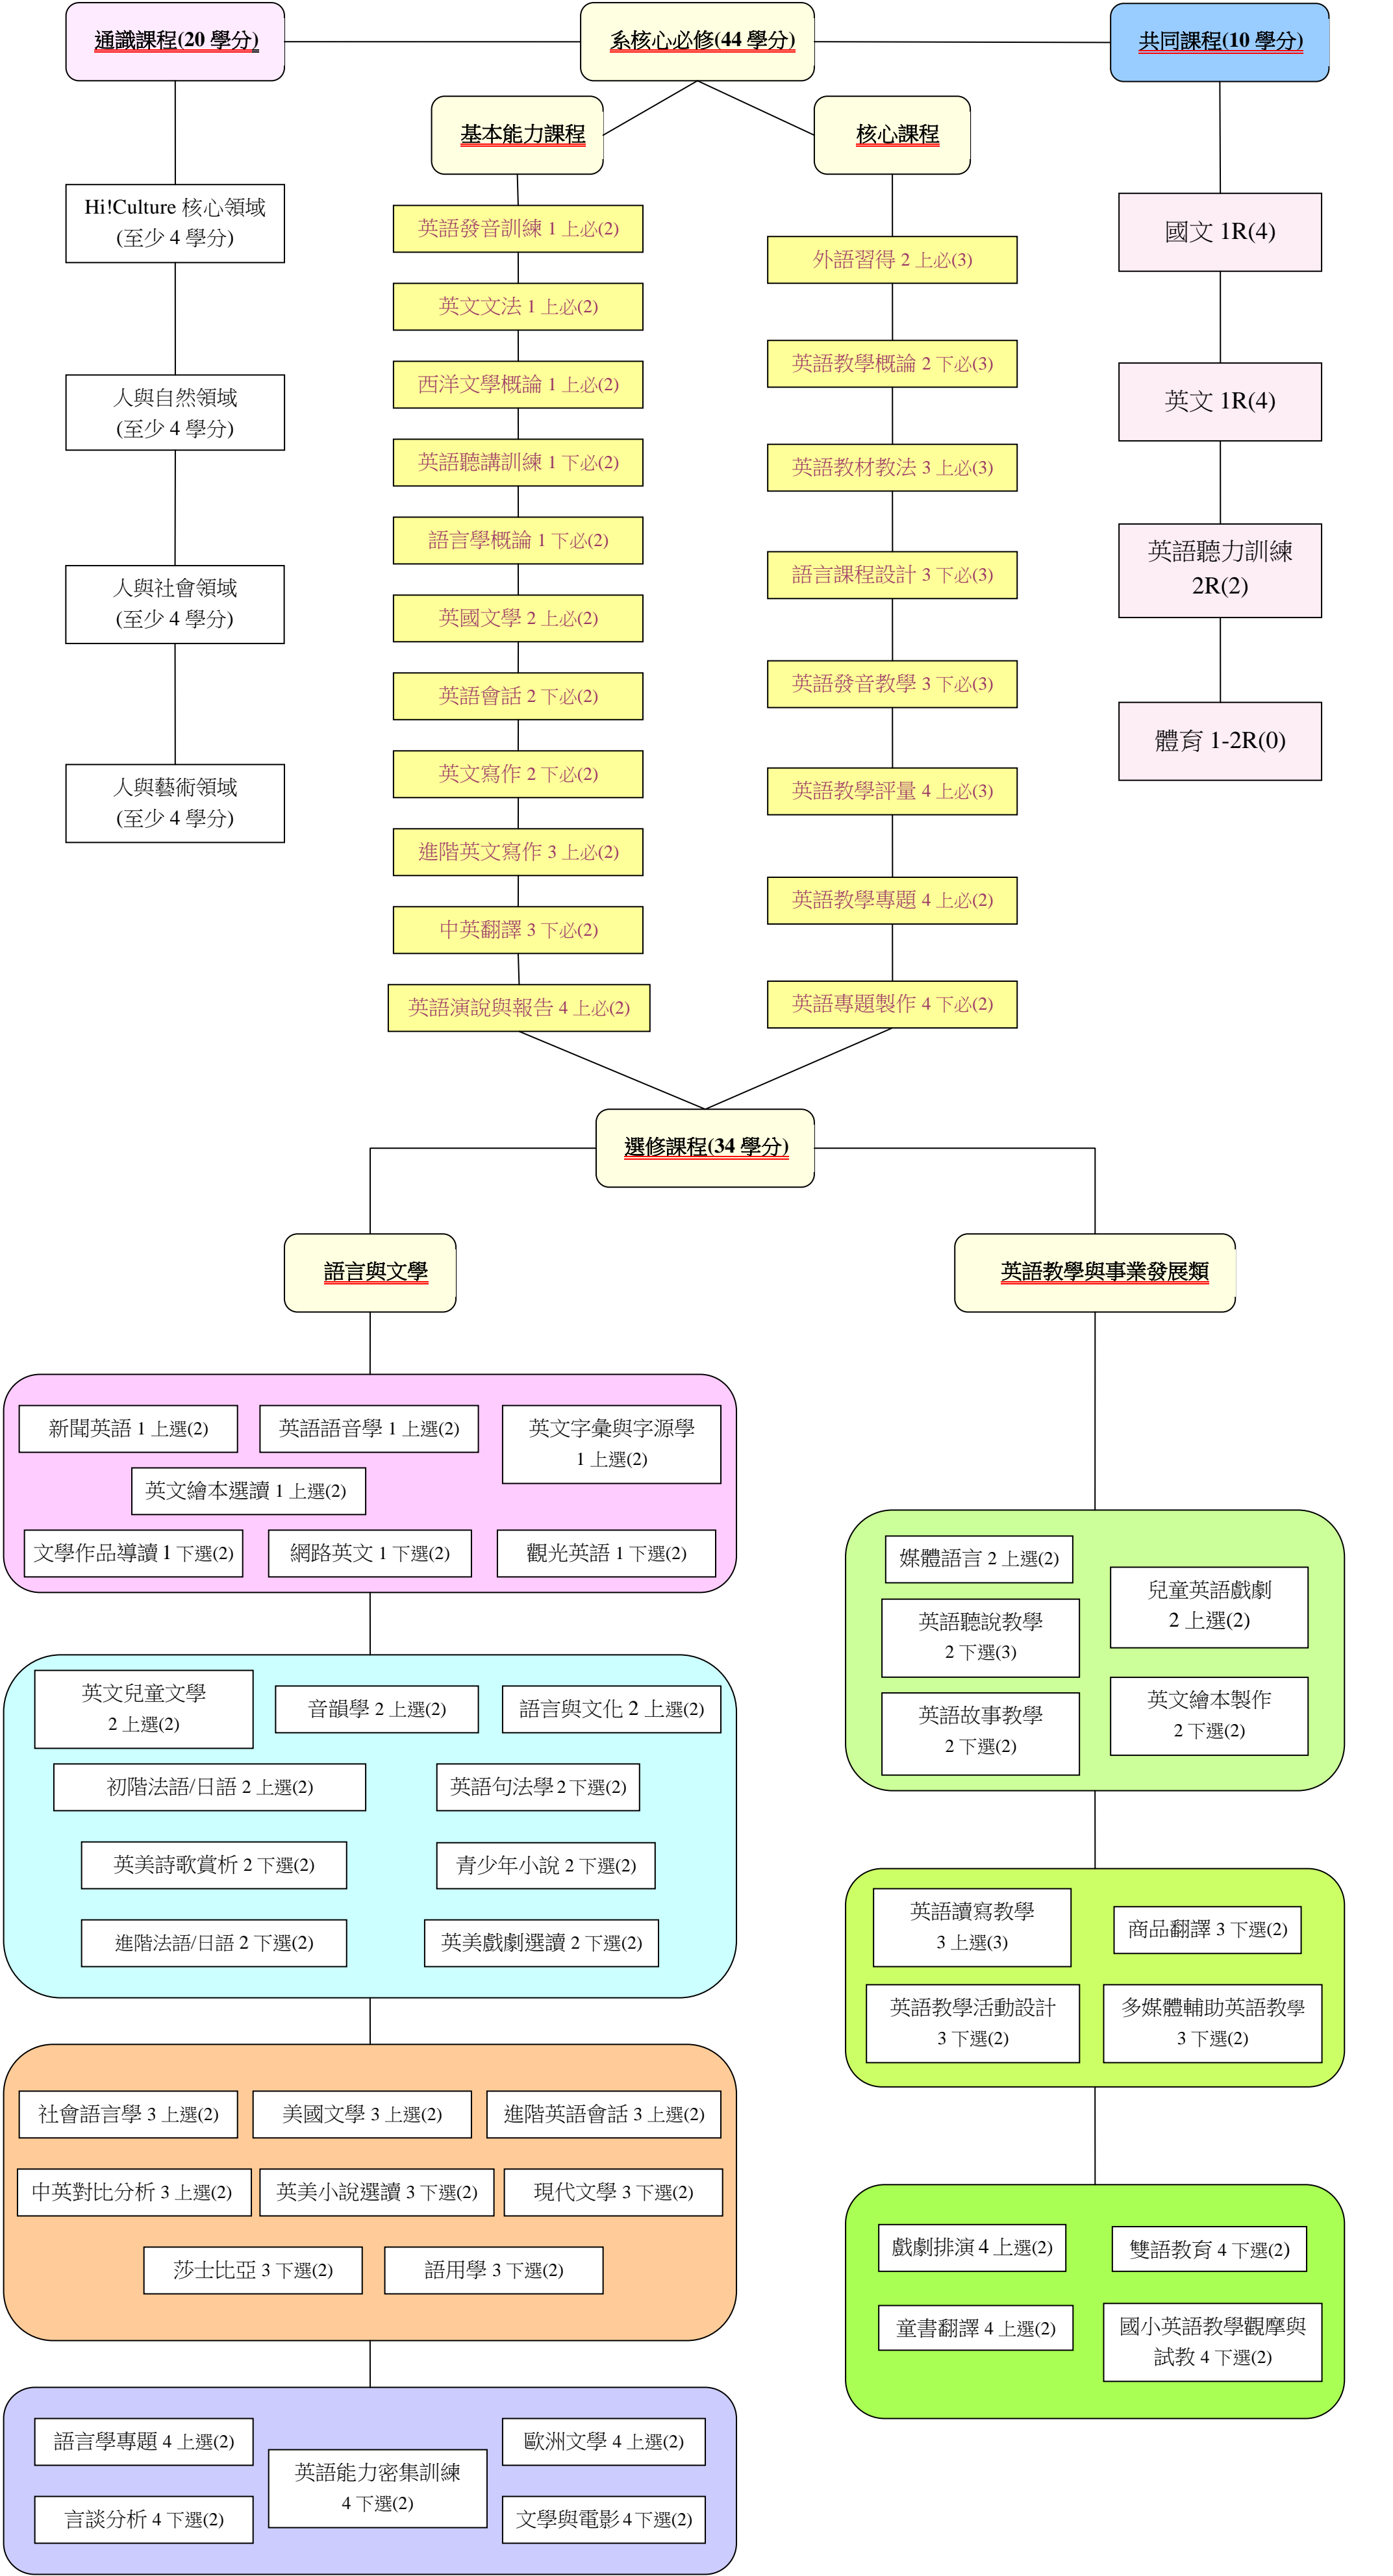 通識課程(20 學分)
系核心必修(44 學分)
共同課程(10 學分)
基本能力課程
核心課程
Hi!Culture 核心領域
(至少 4 學分)
人與自然領域
(至少 4 學分)
人與社會領域
(至少 4 學分)
人與藝術領域
(至少 4 學分)
英語發音訓練 1 上必(2)
英文文法 1 上必(2)
西洋文學概論 1 上必(2)
英語聽講訓練 1 下必(2)
語言學概論 1 下必(2)
英國文學 2 上必(2)
英語會話 2 下必(2)
英文寫作 2 下必(2)
進階英文寫作 3 上必(2)
中英翻譯 3 下必(2)
英語演說與報告 4 上必(2)
外語習得 2 上必(3)
英語教學概論 2 下必(3)
英語教材教法 3 上必(3)
語言課程設計 3 下必(3)
英語發音教學 3 下必(3)
英語教學評量 4 上必(3)
英語教學專題 4 上必(2)
英語專題製作 4 下必(2)
國文 1R(4)
英文 1R(4)
英語聽力訓練
2R(2)
體育 1-2R(0)
選修課程(34 學分)
語言與文學
英語教學與事業發展類
新聞英語 1 上選(2)
英語語音學 1 上選(2)
英文字彙與字源學
1 上選(2)
英文繪本選讀 1 上選(2)
文學作品導讀 1 下選(2)
網路英文 1 下選(2)
觀光英語 1 下選(2)
英文兒童文學
2 上選(2)
音韻學 2 上選(2)
語言與文化 2 上選(2)
初階法語/日語 2 上選(2)
英語句法學 2 下選(2)
英美詩歌賞析 2 下選(2)
青少年小說 2 下選(2)
進階法語/日語 2 下選(2)
英美戲劇選讀 2 下選(2)
社會語言學 3 上選(2)
美國文學 3 上選(2)
進階英語會話 3 上選(2)
中英對比分析 3 上選(2)
英美小說選讀 3 下選(2)
現代文學 3 下選(2)
莎士比亞 3 下選(2)
語用學 3 下選(2)
語言學專題 4 上選(2)
英語能力密集訓練
4 下選(2)
歐洲文學 4 上選(2)
言談分析 4 下選(2)
文學與電影 4 下選(2)
媒體語言 2 上選(2)
兒童英語戲劇
2 上選(2)
英語聽說教學
2 下選(3)
英語故事教學
2 下選(2)
英文繪本製作
2 下選(2)
英語讀寫教學
3 上選(3)
商品翻譯 3 下選(2)
英語教學活動設計
3 下選(2)
多媒體輔助英語教學
3 下選(2)
戲劇排演 4 上選(2)
雙語教育 4 下選(2)
童書翻譯 4 上選(2)
國小英語教學觀摩與
試教 4 下選(2)